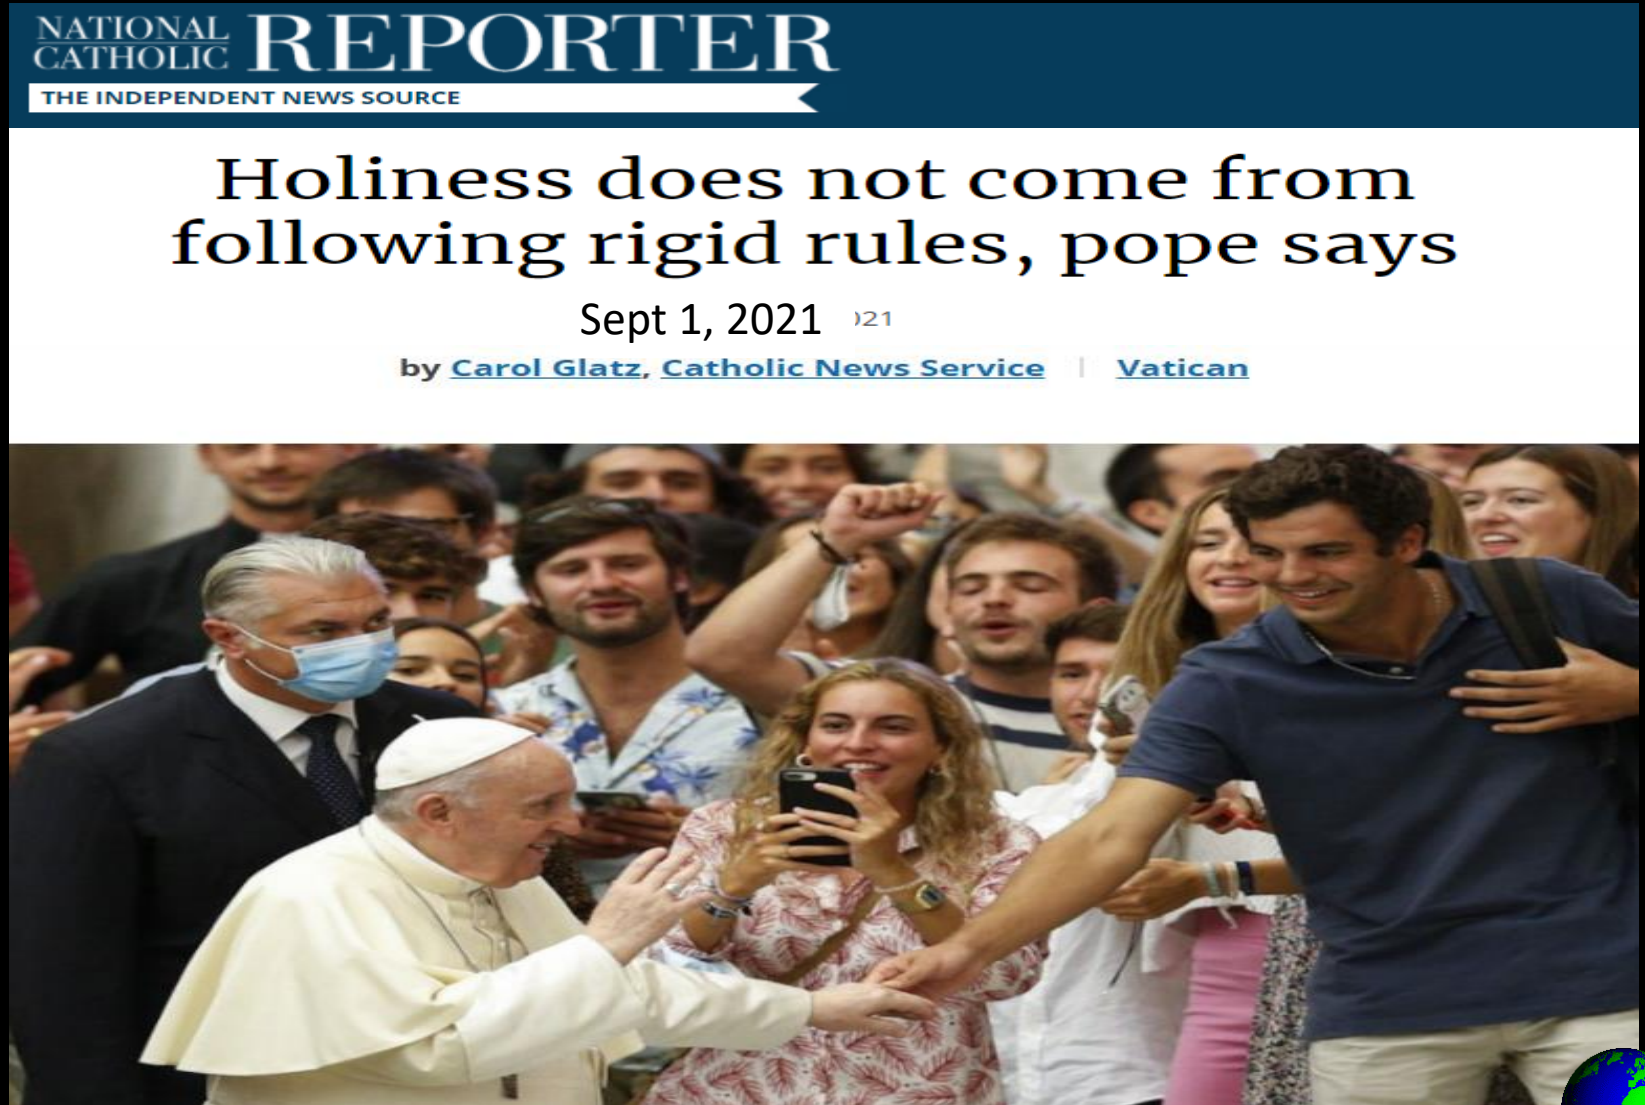 NATIONAL
CATHOLIC
REPORTER
THE INDEPENDENT NEWS SOURCE
Holiness does not come from
following rigid rules, pope says
Sept 1, 2021 21
by Carol Glatz, Catholic News Service | Vatican